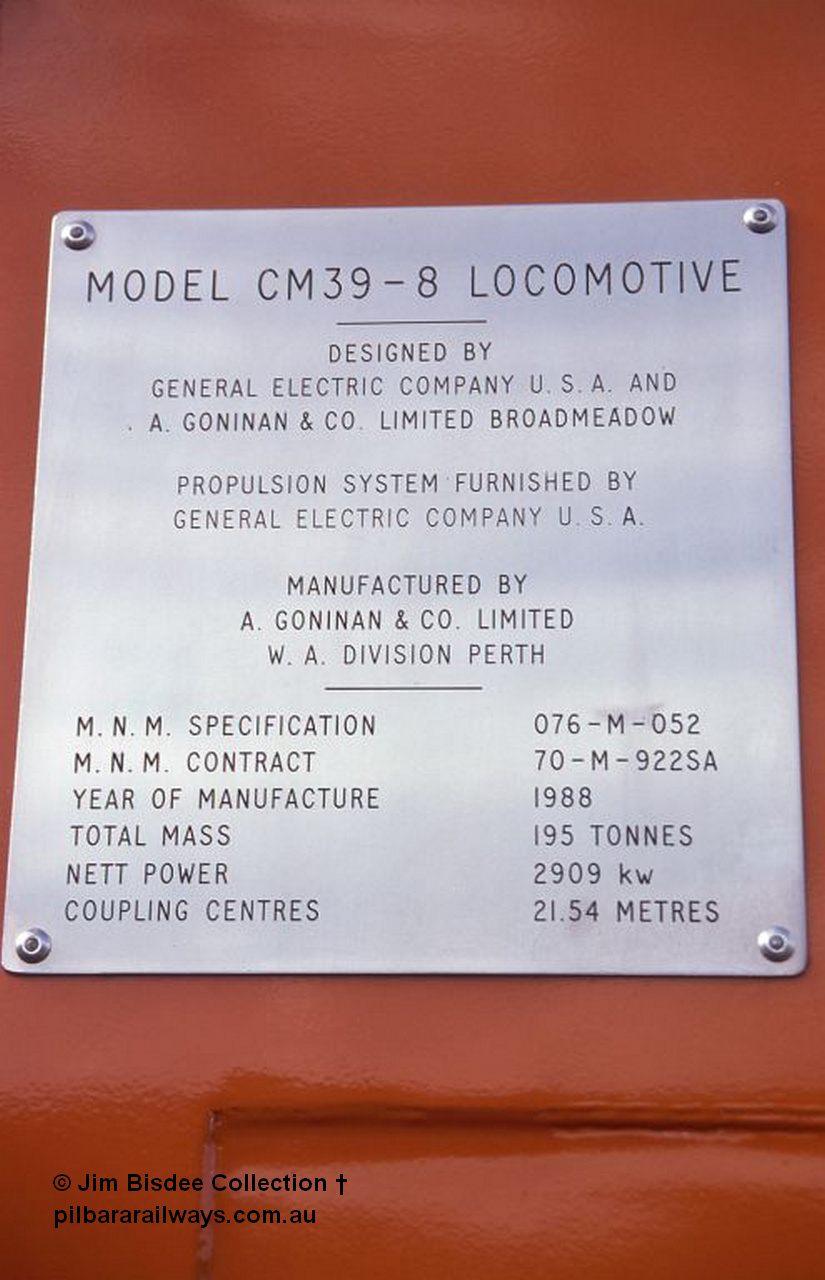 MODEL CM39-8 LOCOMOTIVE
DESIGNED BY
GENERAL ELECTRIC COMPANY U.S.A. AND
A. GONINAN & CO. LIMITED BROADMEADOW
PROPULSION SYSTEM FURNISHED BY
GENERAL ELECTRIC COMPANY U.S.A.
MANUFACTURED BY
A. GONINAN & CO. LIMITED
W. A. DIVISION PERTH
M.N.M. SPECIFICATION 076-M-052
M.N.M. CONTRACT 70-M-922SA
YEAR OF MANUFACTURE 1988
TOTAL MASS 195 TONNES
NETT POWER 2909 kw
COUPLING CENTRES 21.54 METRES
© Jim Bisdee Collection †
pilbararailways.com.au